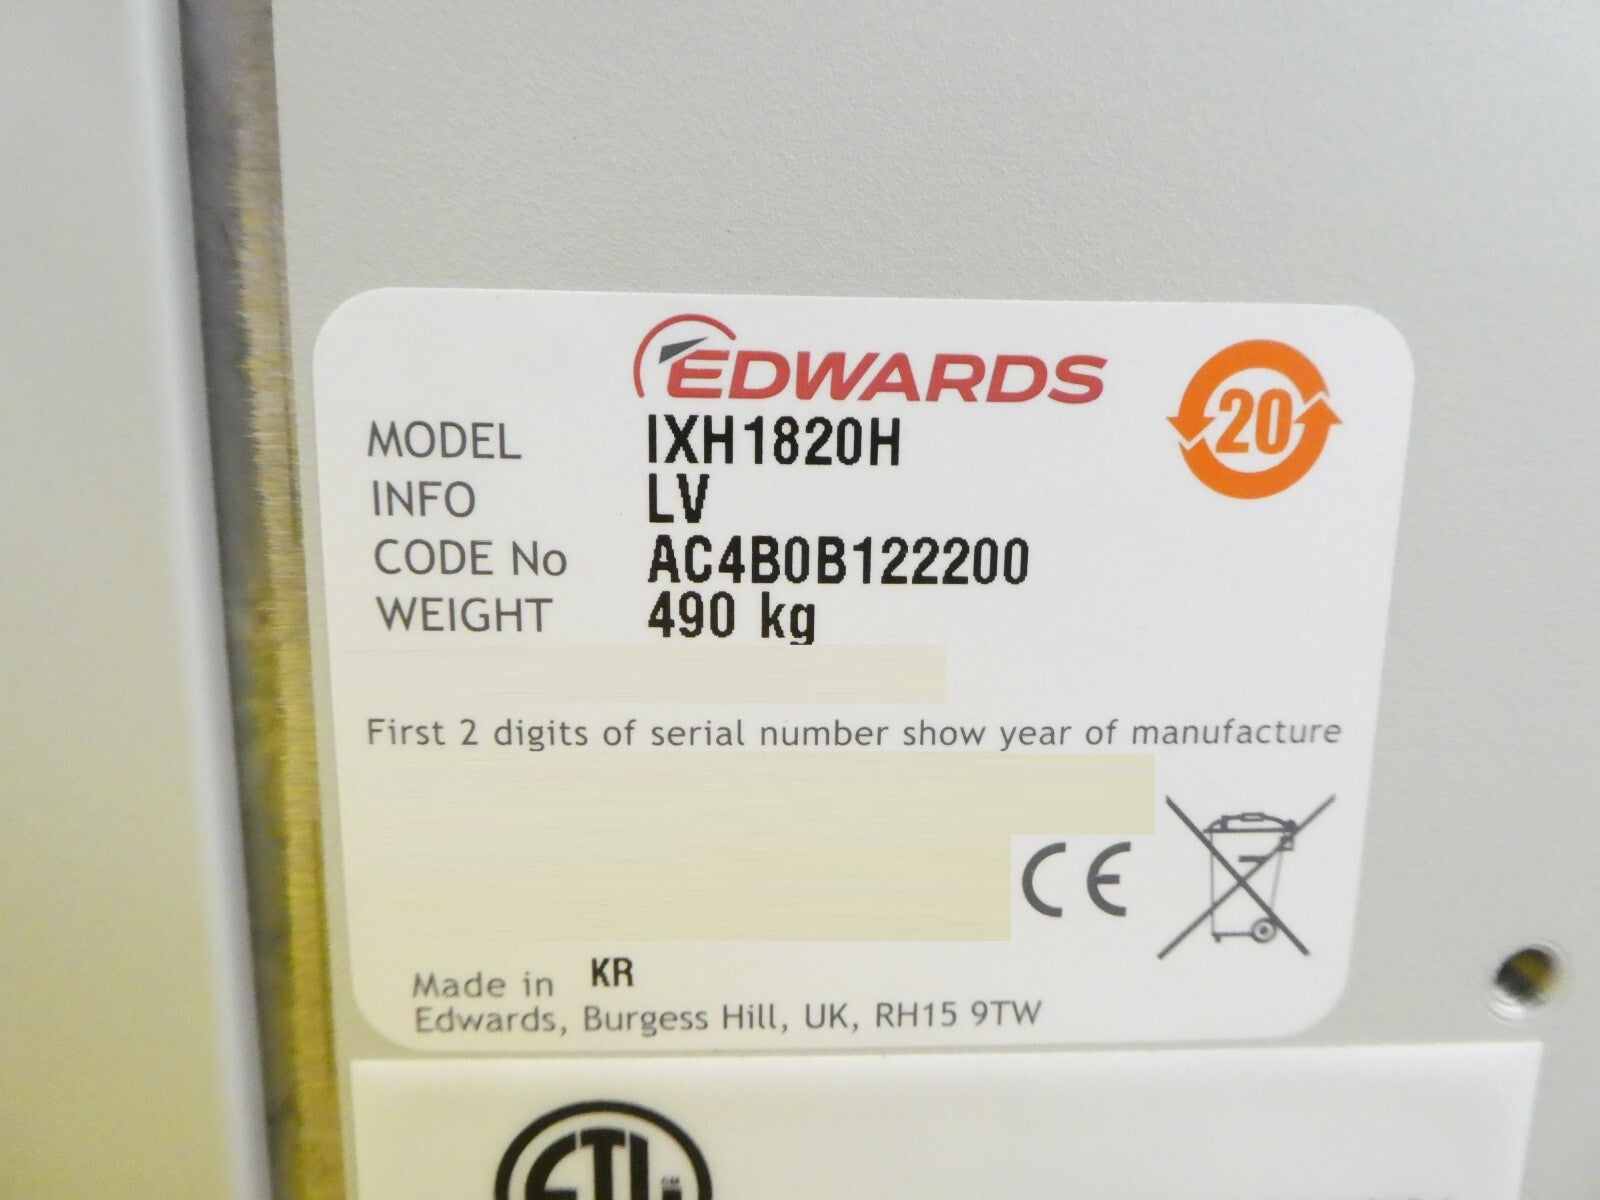 EDWARDS
20
MODEL IXH1820H
INFO LV
CODE No AC4B0B122200
WEIGHT 490 kg
First 2 digits of serial number show year of manufacture
CE
Made in KR
Edwards, Burgess Hill, UK, RH15 9TW
ETL